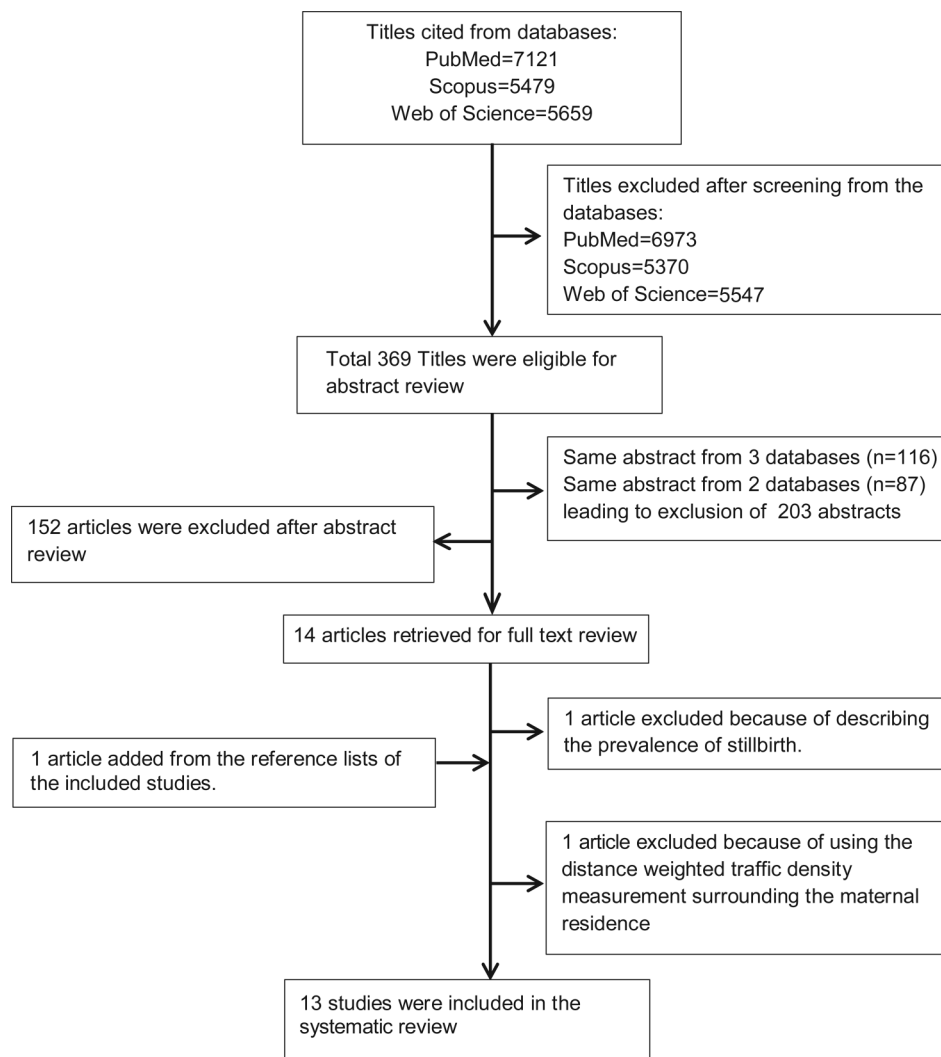 Titles cited from databases:
PubMed=7121
Scopus=5479
Web of Science=5659
Titles excluded after screening from the
databases:
PubMed=6973
Scopus=5370
Web of Science=5547
Total 369 Titles were eligible for
abstract review
Same abstract from 3 databases (n=116)
Same abstract from 2 databases (n=87)
leading to exclusion of 203 abstracts
152 articles were excluded after abstract
review
14 articles retrieved for full text review
1 article excluded because of describing
the prevalence of stillbirth.
1 article added from the reference lists of
the included studies.
1 article excluded because of using the
distance weighted traffic density
measurement surrounding the maternal
residence
13 studies were included in the
systematic review